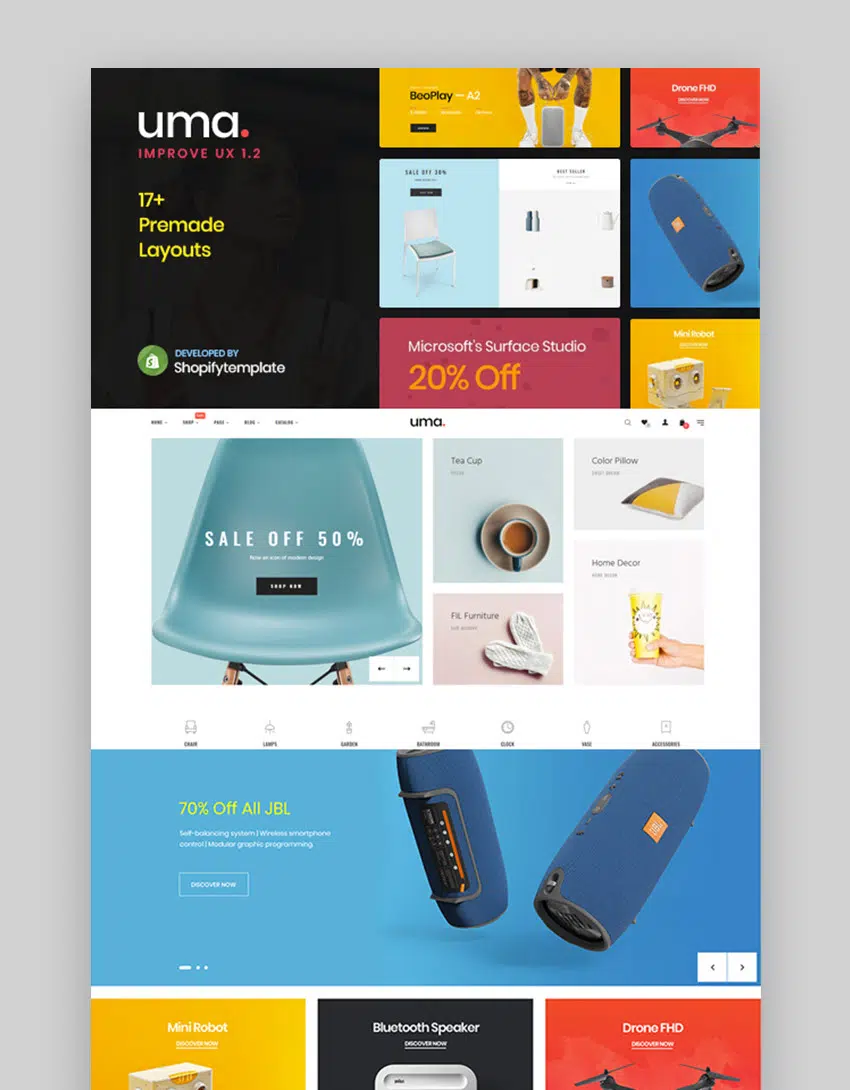 uma.
IMPROVE UX 1.2
17+
Premade
Layouts
DEVELOPED BY
Shopifytemplate
BeoPlay — A2
Drone FHD
DISCOVER NOW
SALE OFF 50%
BEST SELLER
Microsoft's Surface Studio
20% Off
Mini Robot
DISCOVER NOW
HOME SHOP PAGE BLOG CATALOG
uma.
SALE OFF 50%
Now an icon of modern design
SHOP NOW
Tea Cup
Color Pillow
FIL Furniture
Home Decor
HOME DECOR
CHAIR
LAMPS
GARDEN
BATHROOM
CLOCK
VASE
ACCESSORIES
70% Off All JBL
Self-balancing system | Wireless smartphone
control | Modular graphic programming.
DISCOVER NOW
JBL
Mini Robot
DISCOVER NOW
Bluetooth Speaker
DISCOVER NOW
Drone FHD
DISCOVER NOW